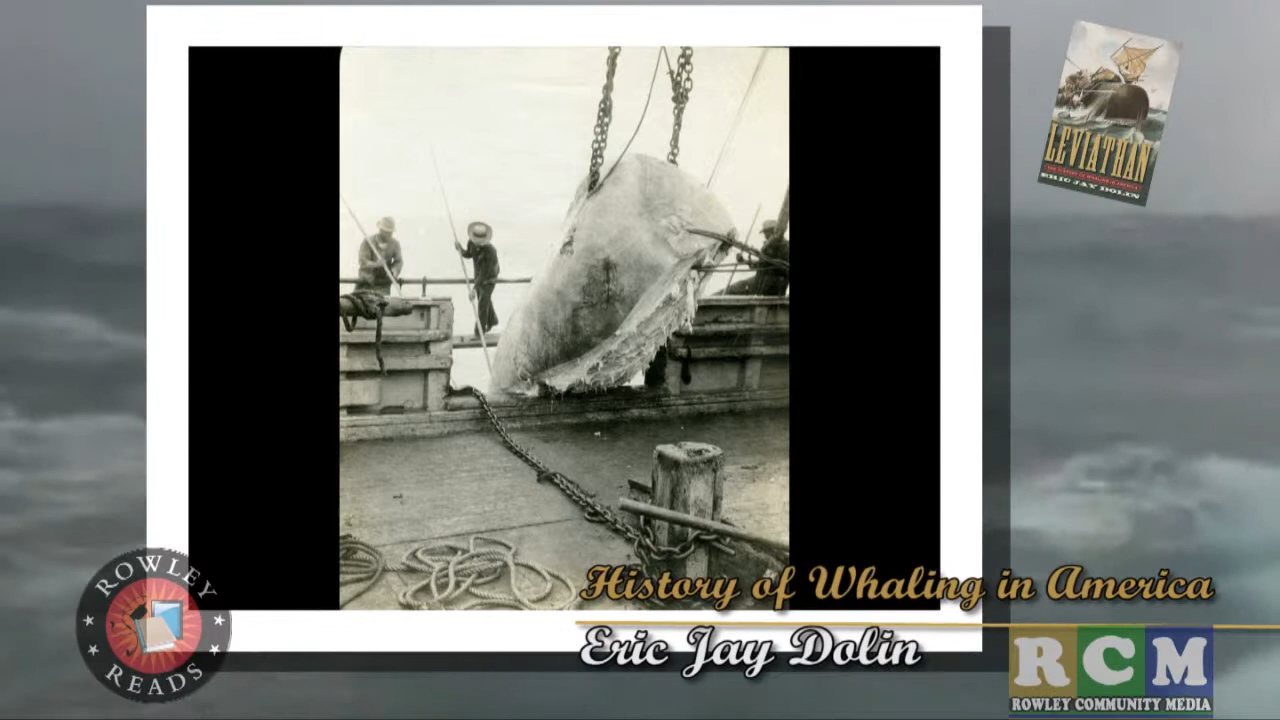 LEVIATHAN
ERIC JAY DOLIN
History of Whaling in America
Eric Jay Dolin
ROWLEY
READS
RCM
ROWLEY COMMUNITY MEDIA